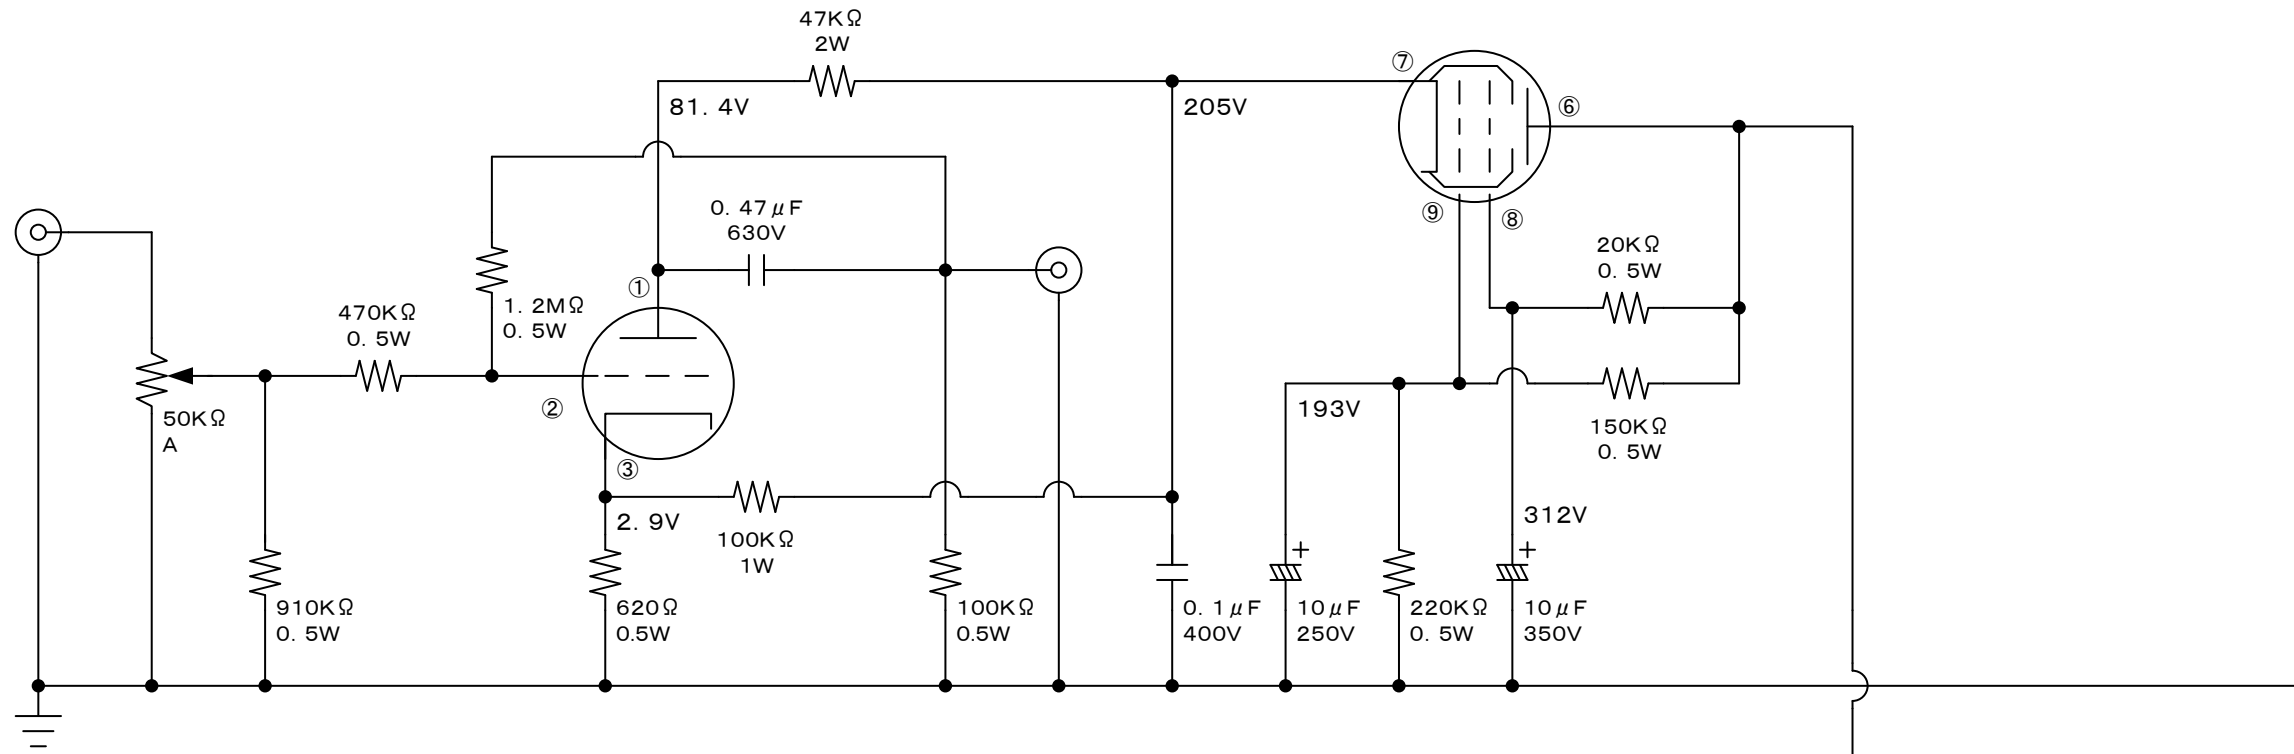 47KΩ
2W
⑦
81. 4V
205V
⑥
0. 47μF
630V
⑨
⑧
20KΩ
0. 5W
①
470KΩ
0. 5W
1. 2MΩ
0. 5W
②
50KΩ
A
193V
150KΩ
0. 5W
③
2. 9V
100KΩ
1W
312V
+
+
910KΩ
0. 5W
620Ω
0.5W
100KΩ
0.5W
0. 1μF
400V
10μF
250V
220KΩ
0. 5W
10μF
350V